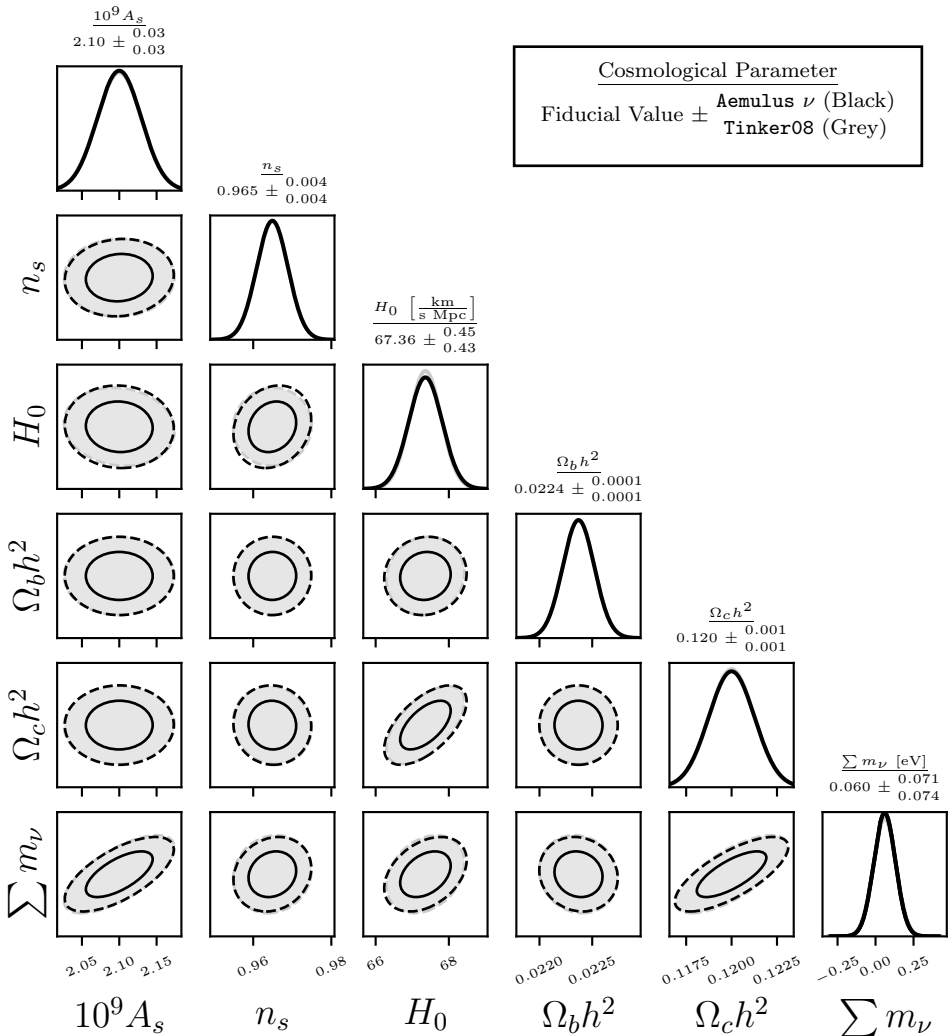 10^9 A_s
2.10 ± 0.03
0.03
Cosmological Parameter
Fiducial Value ± Aemulus ν (Black)
Tinker08 (Grey)
n_s
0.965 ± 0.004
0.004
n_s
H_0 [km
s Mpc]
67.36 ± 0.45
0.43
H_0
Ω_b h^2
0.0224 ± 0.0001
0.0001
Ω_b h^2
Ω_c h^2
0.120 ± 0.001
0.001
Ω_c h^2
∑ m_ν [eV]
0.060 ± 0.071
0.074
∑ m_ν
2.05 2.10 2.15 0.96 0.98 66 68 0.0220 0.0225 0.1175 0.1200 0.1225 −0.25 0.00 0.25
10^9 A_s n_s H_0 Ω_b h^2 Ω_c h^2 ∑ m_ν